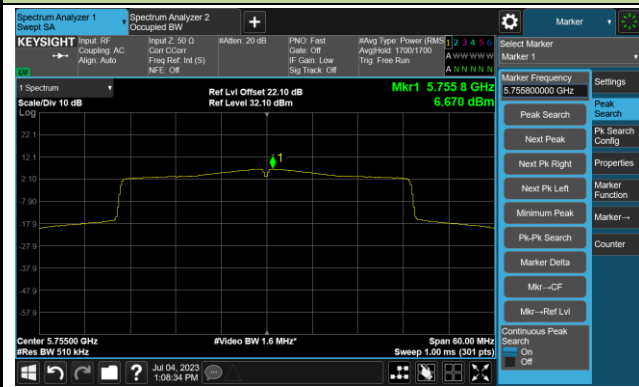 Spectrum Analyzer 1
Swept SA
Spectrum Analyzer 2
Occupied BW
Marker
KEYSIGHT
Input: RF
Coupling: AC
Align: Auto
Input Z: 50 Ω
Corr CCorr
Freq Ref: Int (S)
NFE: Off
#Atten: 20 dB
PNO: Fast
Gate: Off
IF Gain: Low
Sig Track: Off
#Avg Type: Power (RMS
Avg|Hold: 1700/1700
Trig: Free Run
1 2 3 4 5 6
A W W W W W
A N N N N N
Select Marker
Marker 1
LVI
1 Spectrum
Scale/Div 10 dB
Log
Ref Lvl Offset 22.10 dB
Ref Level 32.10 dBm
Mkr1 5.755 8 GHz
6.670 dBm
22.1
12.1
2.10
-7.90
-17.9
-27.9
-37.9
-47.9
-57.9
1
Center 5.75500 GHz
#Res BW 510 kHz
#Video BW 1.6 MHz*
Span 60.00 MHz
Sweep 1.00 ms (301 pts)
Marker Frequency
5.755800000 GHz
Peak Search
Next Peak
Next Pk Right
Next Pk Left
Minimum Peak
Pk-Pk Search
Marker Delta
Mkr→CF
Mkr→Ref Lvl
Continuous Peak
Search
On
Off
Settings
Peak
Search
Pk Search
Config
Properties
Marker
Function
Marker→
Counter
Jul 04, 2023
1:08:34 PM